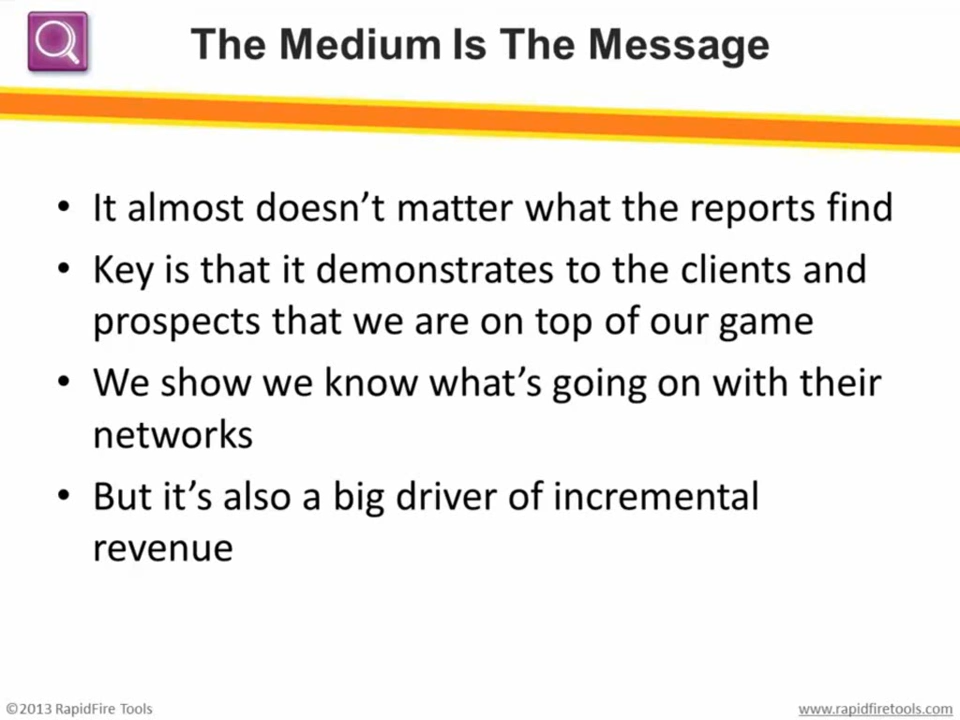 The Medium Is The Message
• It almost doesn’t matter what the reports find
• Key is that it demonstrates to the clients and
prospects that we are on top of our game
• We show we know what’s going on with their
networks
• But it’s also a big driver of incremental
revenue
©2013 RapidFire Tools
www.rapidfiretools.com